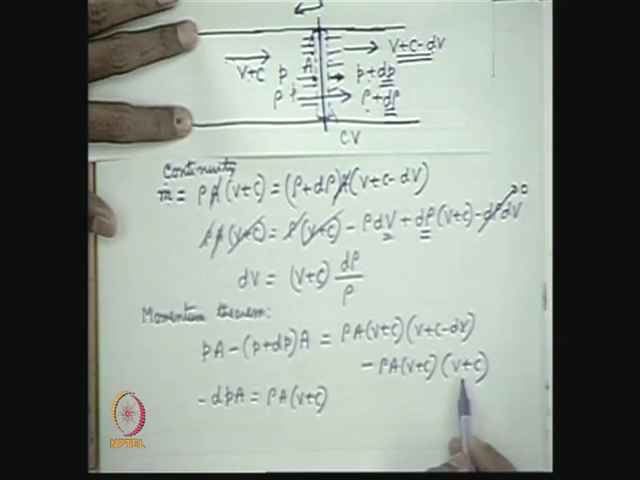 V+C
A
V+C-dV
p
p+dp
ρ
ρ+dρ
CV
Continuity
ṁ = ρA(V+C) = (ρ+dρ)A(V+C-dV)
ρA(V+C) = ρ(V+C) - ρdV + dρ(V+C) - dρdV 0
dV = (V+C) dρ/ρ
Momentum theorem:
pA-(p+dp)A = ρA(V+C)(V+C-dV)
- ρA(V+C)(V+C)
-dpA = ρA(V+C)
NPTEL